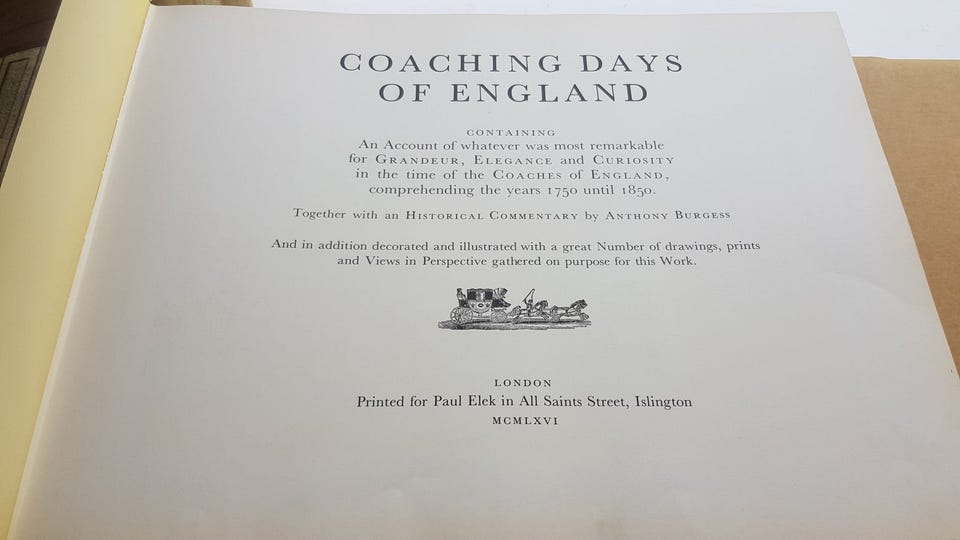 COACHING DAYS
OF ENGLAND
CONTAINING
An Account of whatever was most remarkable
for GRANDEUR, ELEGANCE and CURIOSITY
in the time of the COACHES of ENGLAND,
comprehending the years 1750 until 1850.
Together with an HISTORICAL COMMENTARY by ANTHONY BURGESS
And in addition decorated and illustrated with a great Number of drawings, prints
and Views in Perspective gathered on purpose for this Work.
LONDON
Printed for Paul Elek in All Saints Street, Islington
MCMLXVI